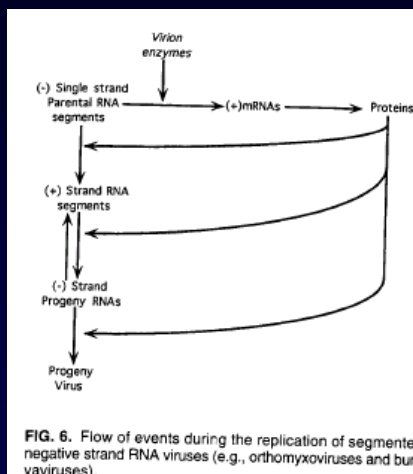 Virion
enzymes
(-) Single strand
Parental RNA
segments
(+)mRNAs
Proteins
(+) Strand RNA
segments
(-) Strand
Progeny RNAs
Progeny
Virus
FIG. 6. Flow of events during the replication of segmente
negative strand RNA viruses (e.g., orthomyxoviruses and bun
yaviruses)